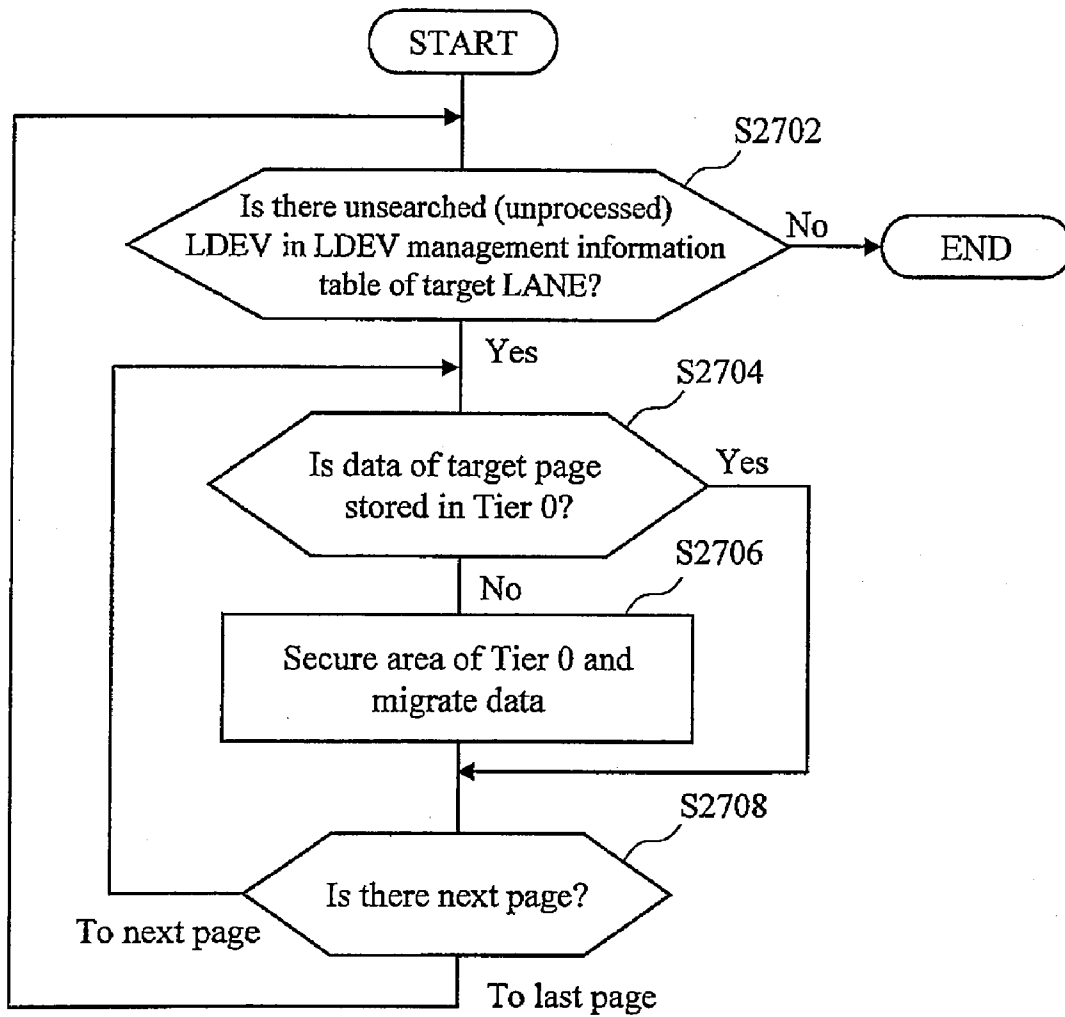 START
S2702
Is there unsearched (unprocessed)
LDEV in LDEV management information
table of target LANE?
No
END
Yes
S2704
Is data of target page
stored in Tier 0?
Yes
No
S2706
Secure area of Tier 0 and
migrate data
S2708
Is there next page?
To next page
To last page